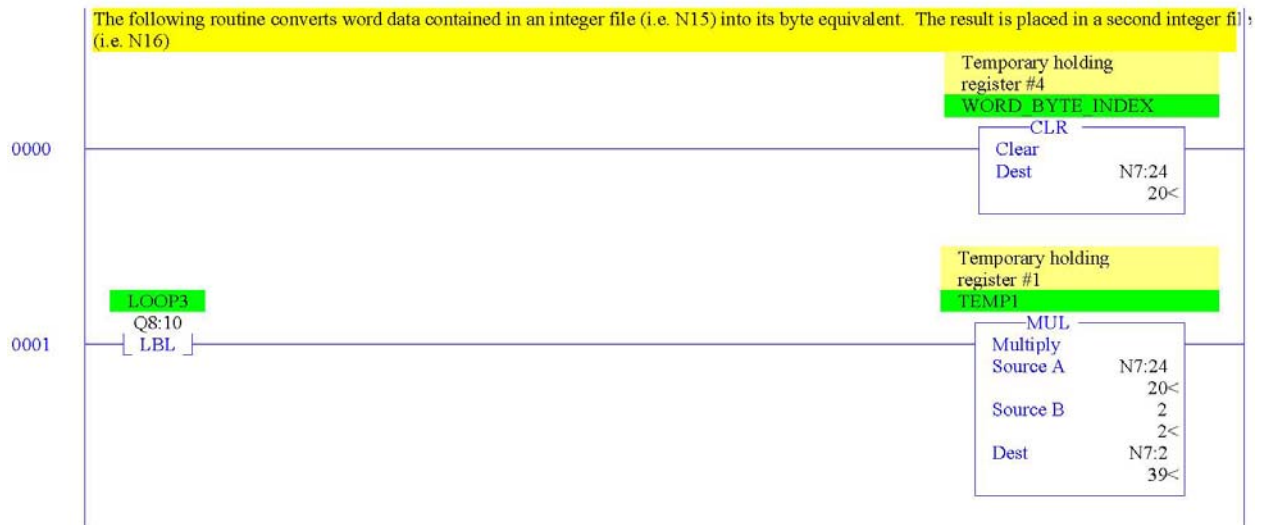 The following routine converts word data contained in an integer file (i.e. N15) into its byte equivalent. The result is placed in a second integer
(i.e. N16)
Temporary holding
register #4
WORD_BYTE_INDEX
CLR
0000
Clear
Dest N7:24
20<
Temporary holding
register #1
LOOP3
TEMP1
Q8:10
MUL
0001
LBL
Multiply
Source A N7:24
20<
Source B 2
2<
Dest N7:2
39<